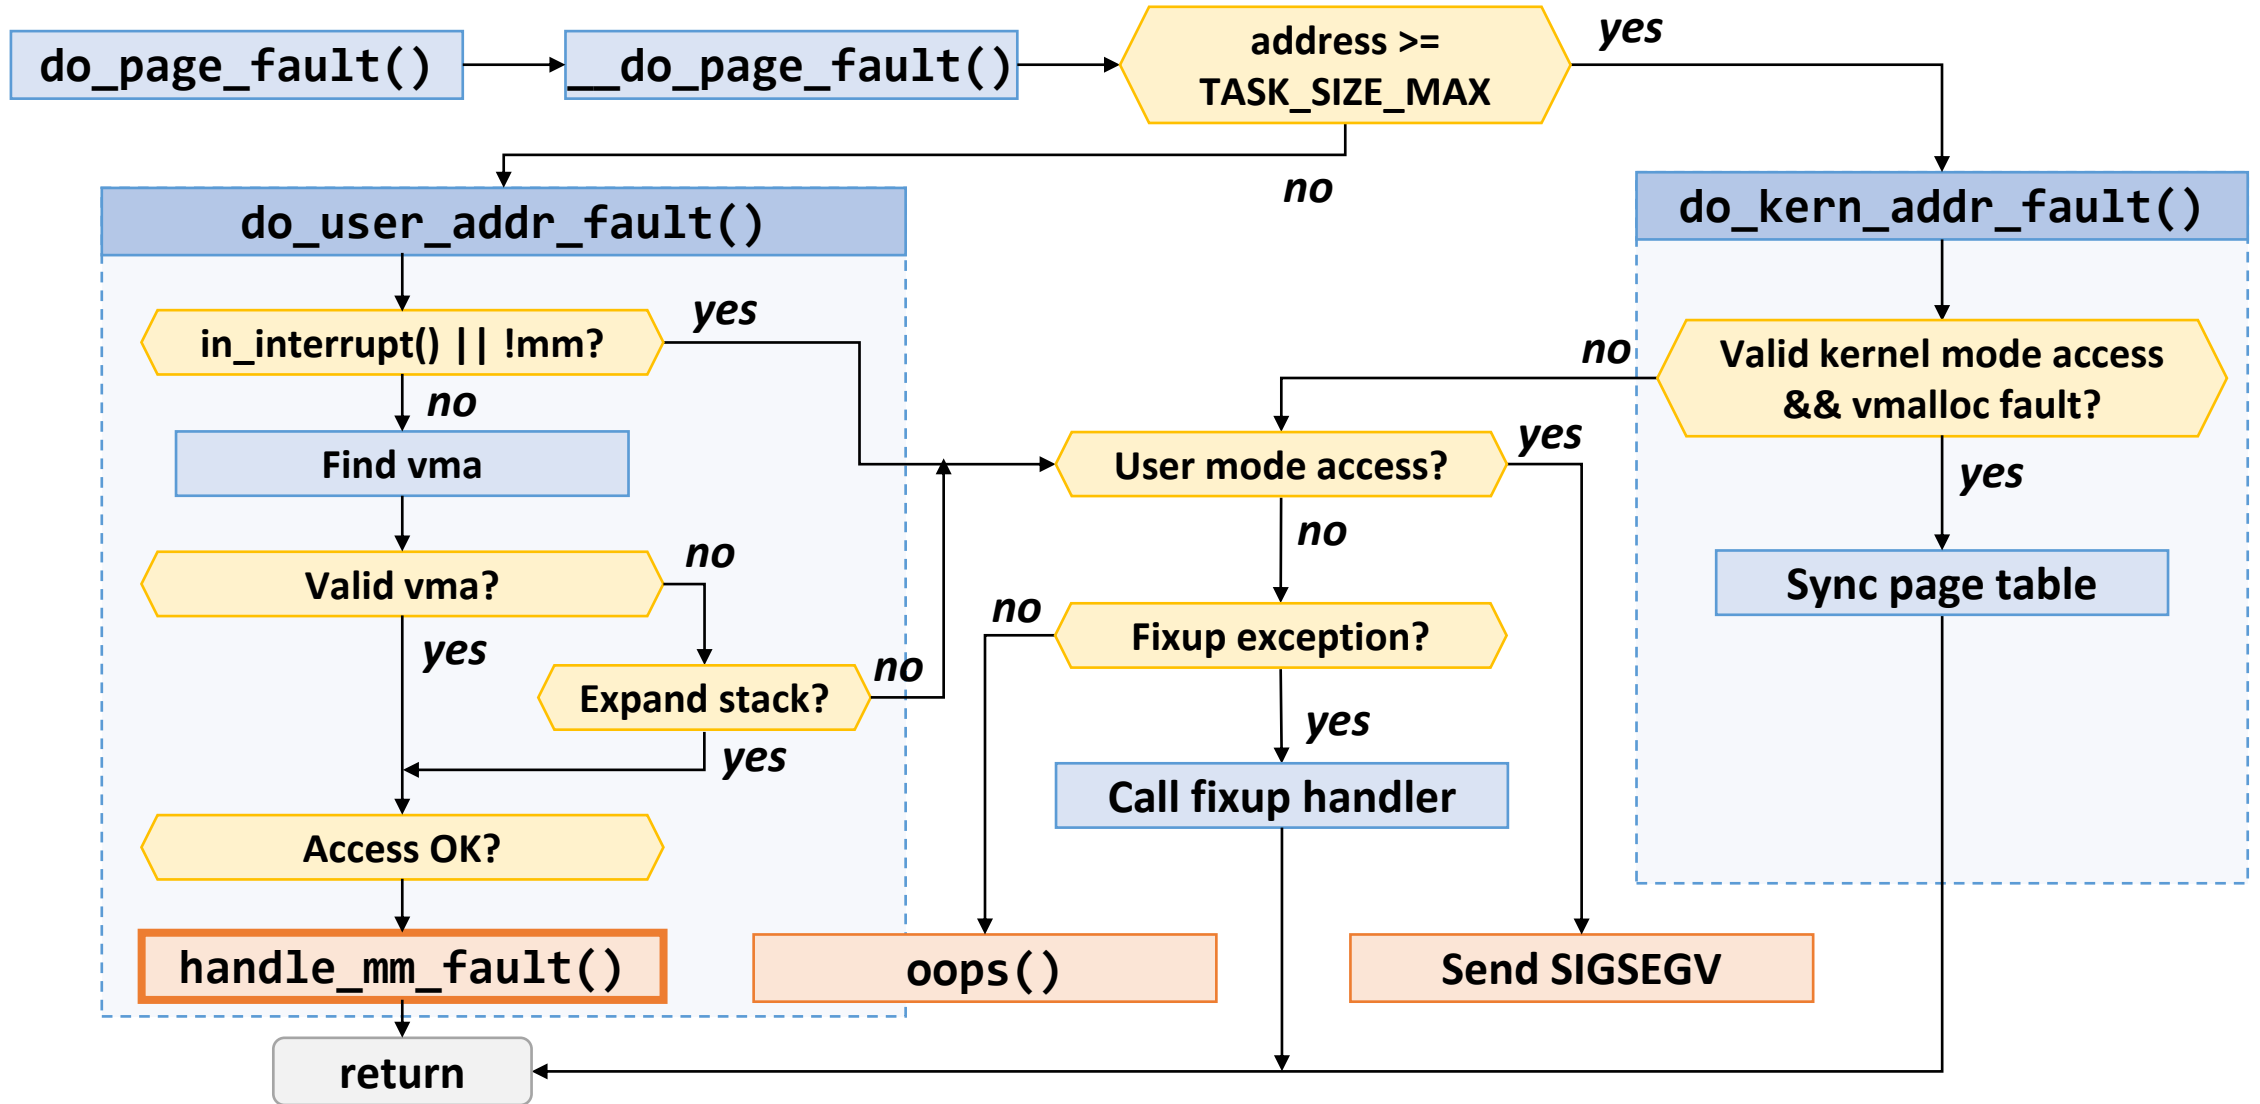 do_page_fault()
__do_page_fault()
address >=
TASK_SIZE_MAX
yes
no
do_user_addr_fault()
do_kern_addr_fault()
in_interrupt() || !mm?
yes
no
Find vma
Valid vma?
no
yes
Expand stack?
no
yes
Access OK?
handle_mm_fault()
return
User mode access?
yes
no
Fixup exception?
no
yes
Call fixup handler
oops()
Send SIGSEGV
no
Valid kernel mode access
&& vmalloc fault?
yes
Sync page table